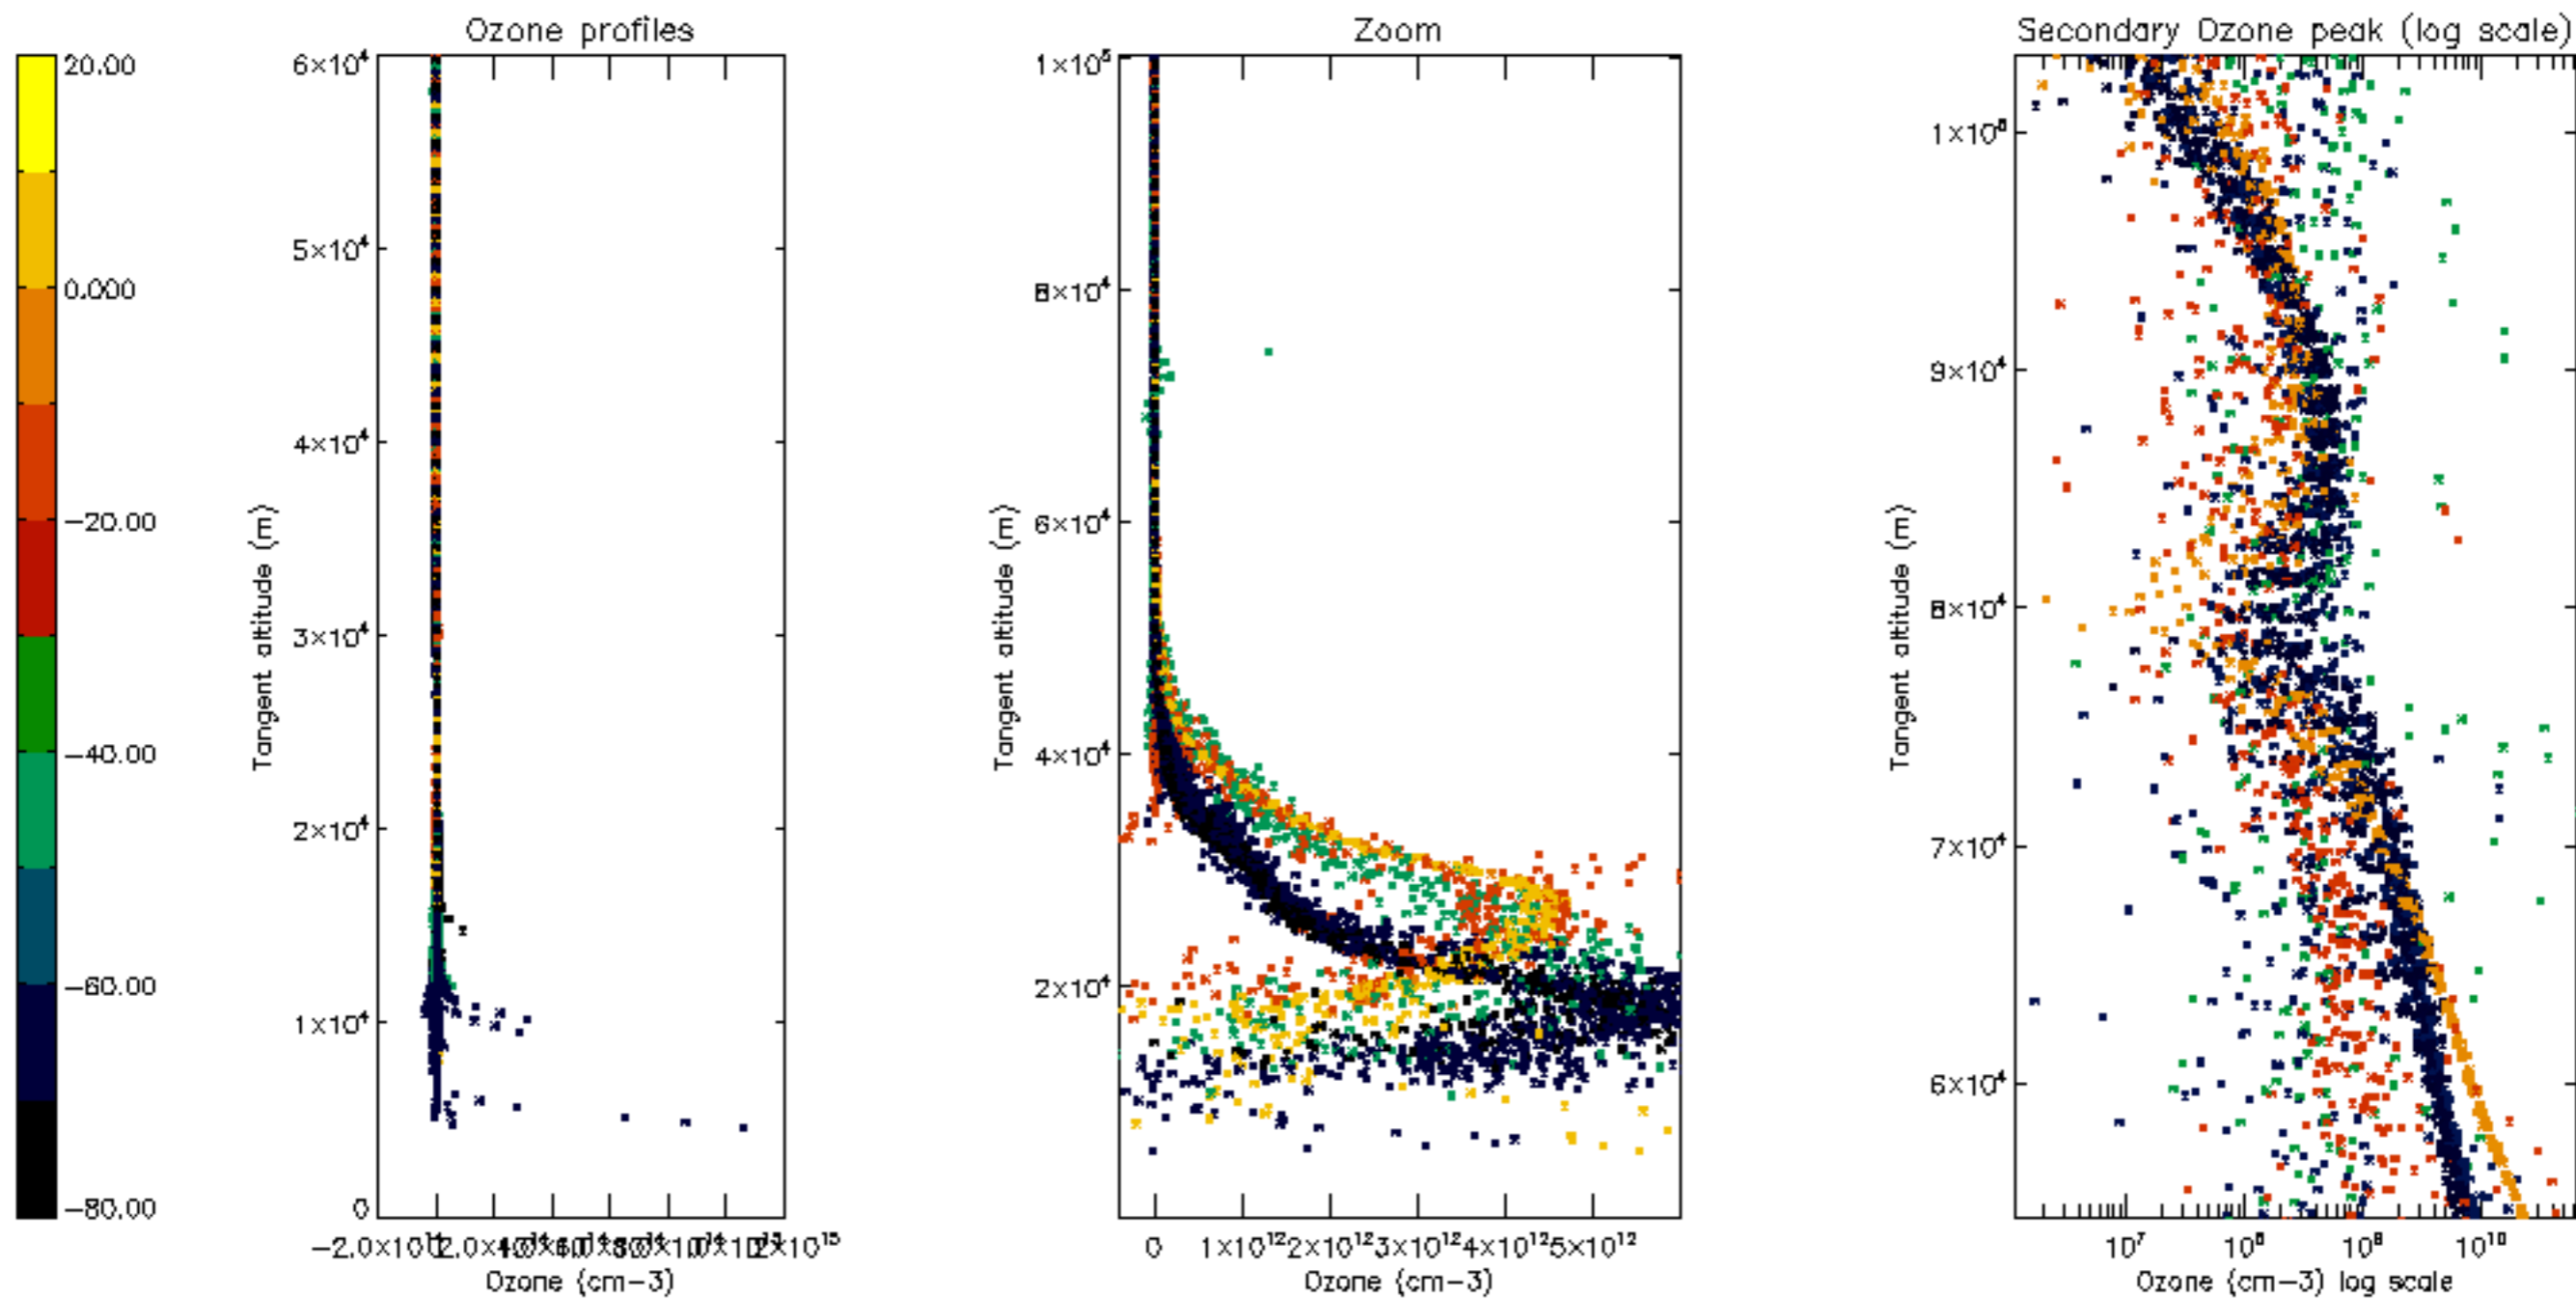 Ozone profiles
Zoom
Secondary Ozone peak (log scale)
20.00
0.000
−20.00
−40.00
−60.00
−80.00
Tangent altitude (m)
6×10⁴
5×10⁴
4×10⁴
3×10⁴
2×10⁴
1×10⁴
0
Ozone (cm−3)
Tangent altitude (m)
1×10⁵
8×10⁴
6×10⁴
4×10⁴
2×10⁴
0 1×10¹² 2×10¹² 3×10¹² 4×10¹² 5×10¹²
Ozone (cm−3)
Tangent altitude (m)
9×10⁴
8×10⁴
7×10⁴
6×10⁴
10⁷ 10⁸ 10⁹ 10¹⁰
Ozone (cm−3) log scale